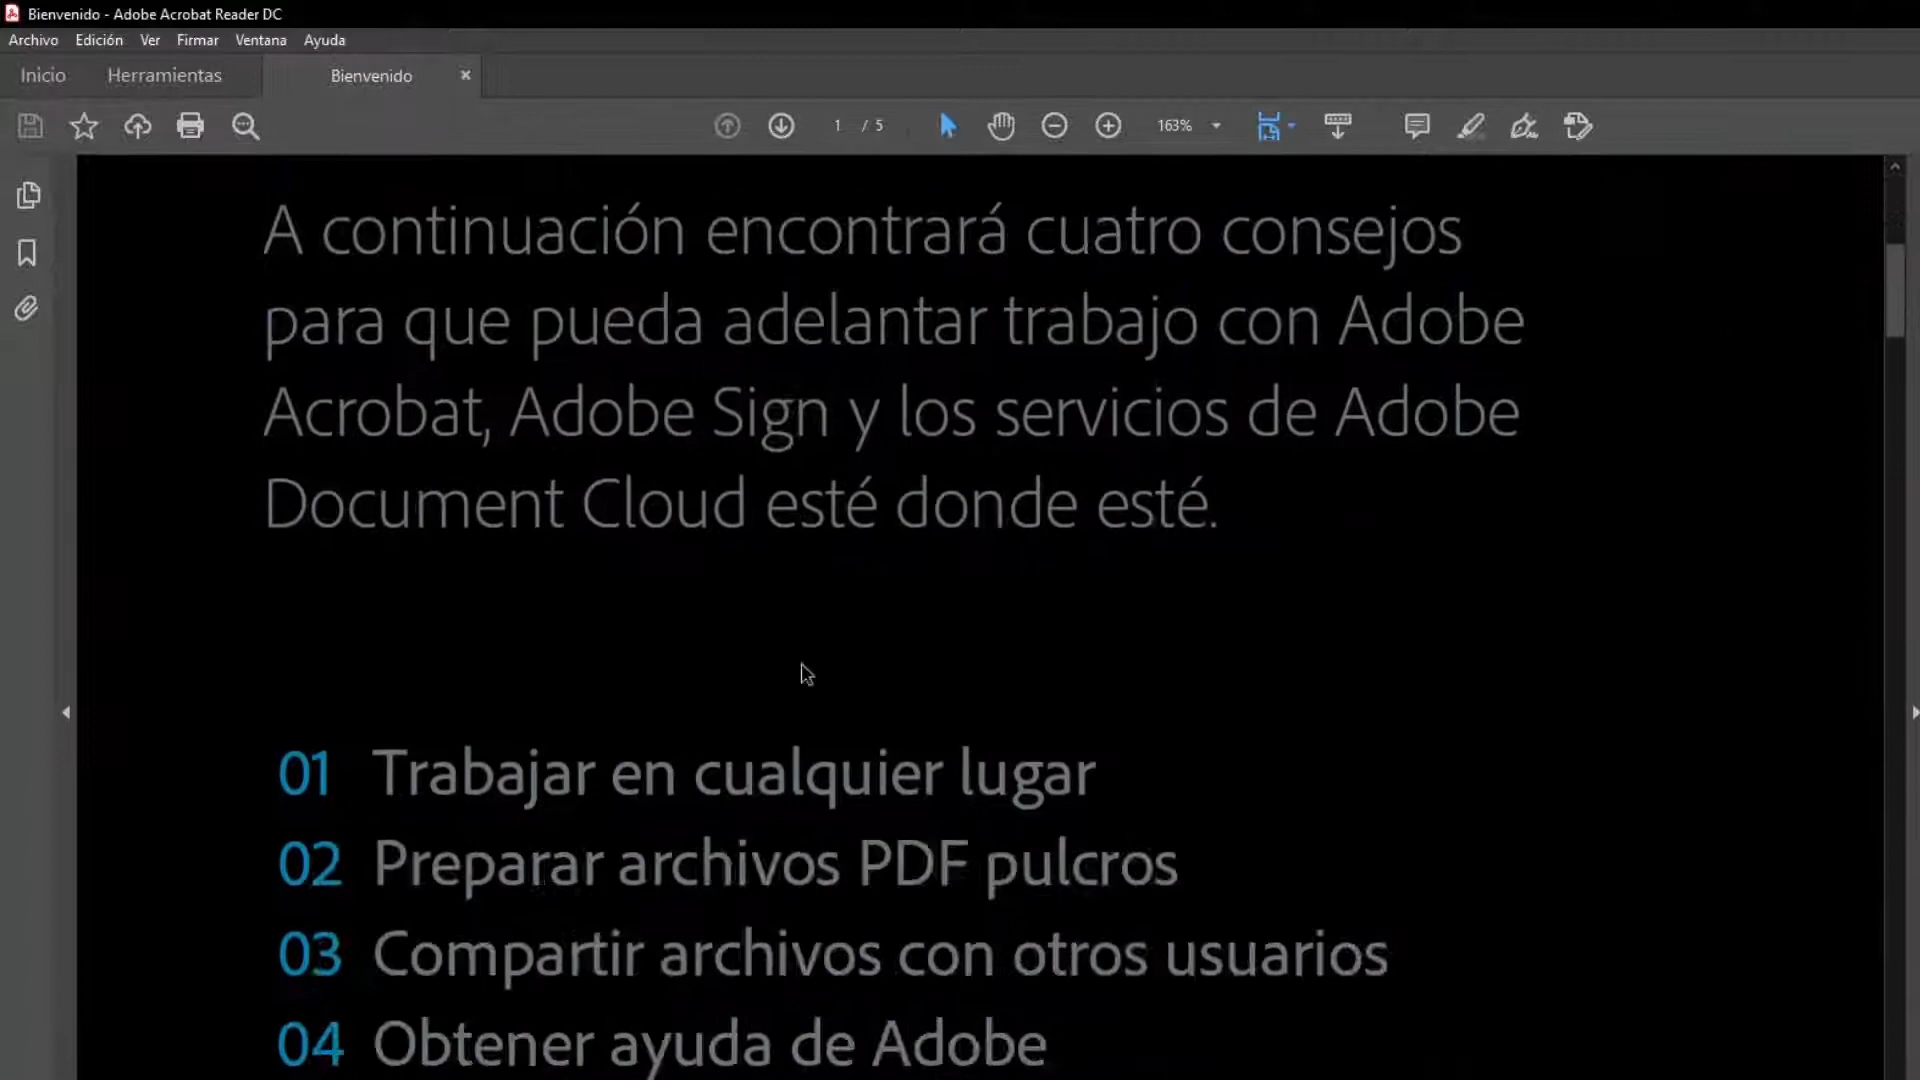 Bienvenido - Adobe Acrobat Reader DC
Archivo Edición Ver Firmar Ventana Ayuda
Inicio Herramientas Bienvenido
1 / 5 163%
A continuación encontrará cuatro consejos
para que pueda adelantar trabajo con Adobe
Acrobat, Adobe Sign y los servicios de Adobe
Document Cloud esté donde esté.
01 Trabajar en cualquier lugar
02 Preparar archivos PDF pulcros
03 Compartir archivos con otros usuarios
04 Obtener ayuda de Adobe